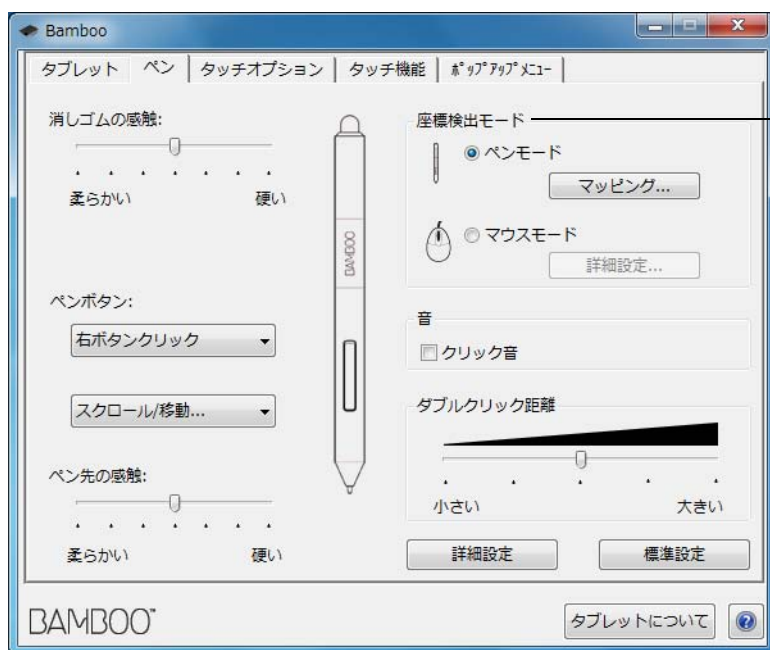 Bamboo
タブレット ペン タッチオプション タッチ機能 ﾎﾟｯﾌﾟｱｯﾌﾟﾒﾆｭｰ
消しゴムの感触:
柔らかい 硬い
ペンボタン:
右ボタンクリック
スクロール/移動...
ペン先の感触:
柔らかい 硬い
BAMBOO
座標検出モード
ペンモード
マッピング...
マウスモード
詳細設定...
音
クリック音
ダブルクリック距離
小さい 大きい
詳細設定 標準設定
BAMBOO™
タブレットについて ?